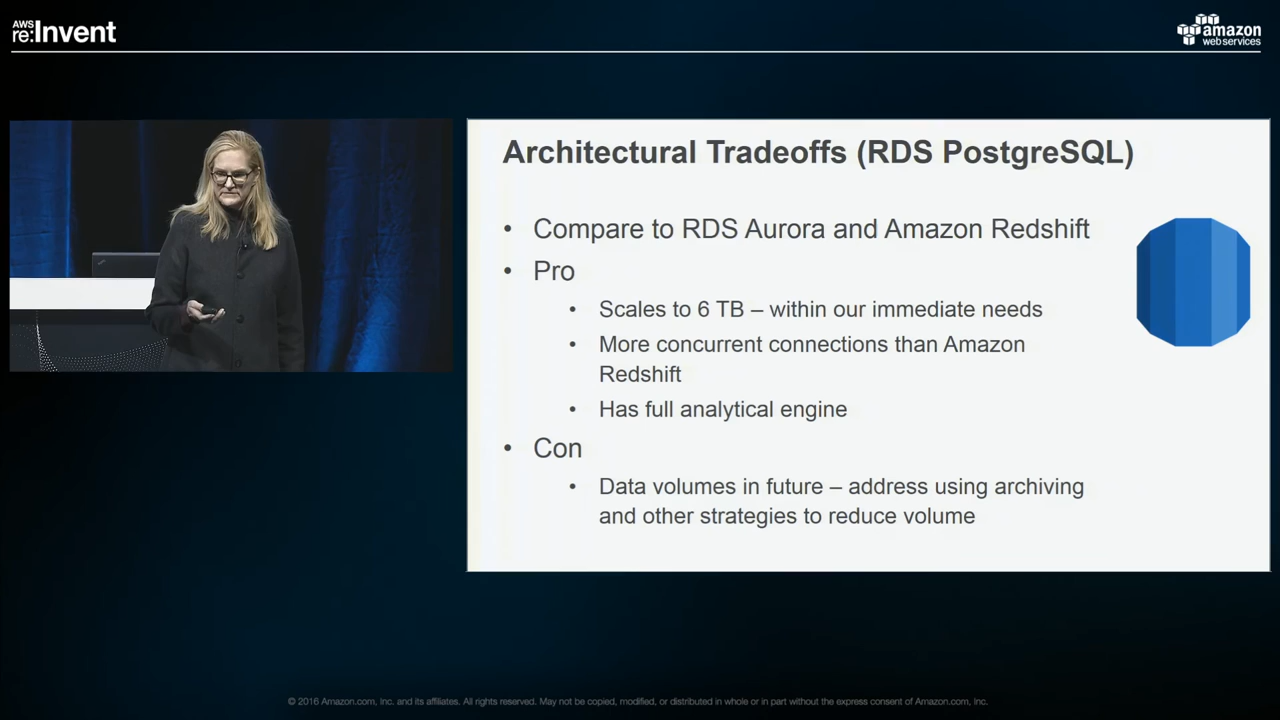 AWS
re:Invent
amazon
web services
Architectural Tradeoffs (RDS PostgreSQL)
• Compare to RDS Aurora and Amazon Redshift
• Pro
• Scales to 6 TB – within our immediate needs
• More concurrent connections than Amazon
Redshift
• Has full analytical engine
• Con
• Data volumes in future – address using archiving
and other strategies to reduce volume
© 2016 Amazon.com, Inc. and its affiliates. All rights reserved. May not be copied, modified, or distributed in whole or in part without the express consent of Amazon.com, Inc.